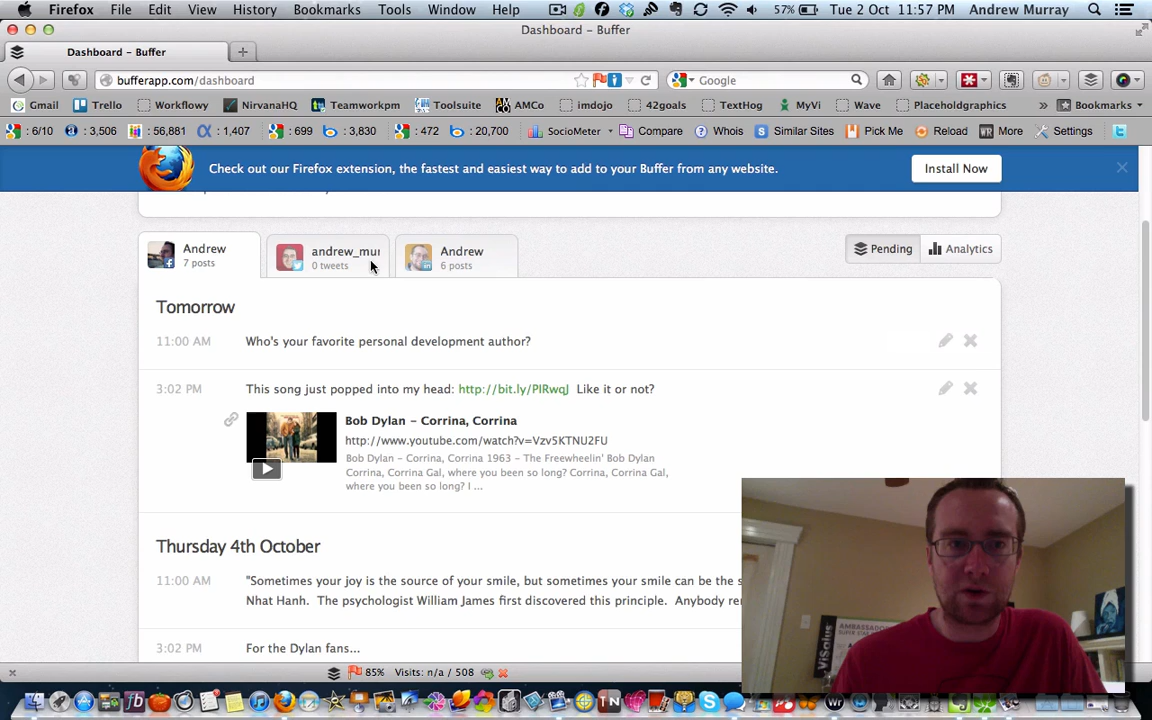 Firefox File Edit View History Bookmarks Tools Window Help 57% Tue 2 Oct 11:57 PM Andrew Murray
Dashboard – Buffer
Dashboard – Buffer
bufferapp.com/dashboard Google
Gmail Trello Workflowy NirvanaHQ Teamworkpm Toolsuite AMCo imdojo 42goals TextHog MyVi Wave Placeholdgraphics » Bookmarks
: 6/10 : 3,506 : 56,881 : 1,407 : 699 : 3,830 : 472 : 20,700 SocioMeter Compare Whois Similar Sites Pick Me Reload WR More Settings
Check out our Firefox extension, the fastest and easiest way to add to your Buffer from any website. Install Now
Andrew
7 posts
andrew_mur
0 tweets
Andrew
6 posts
Pending Analytics
Tomorrow
11:00 AM Who's your favorite personal development author?
3:02 PM This song just popped into my head: http://bit.ly/PIRwqJ Like it or not?
Bob Dylan – Corrina, Corrina
http://www.youtube.com/watch?v=Vzv5KTNU2FU
Bob Dylan – Corrina, Corrina 1963 – The Freewheelin' Bob Dylan
Corrina, Corrina Gal, where you been so long? Corrina, Corrina Gal,
where you been so long? I ...
Thursday 4th October
11:00 AM "Sometimes your joy is the source of your smile, but sometimes your smile can be the s
Nhat Hanh. The psychologist William James first discovered this principle. Anybody rem
3:02 PM For the Dylan fans...
AMBASSADOR
ViSalus
85% Visits: n/a / 508